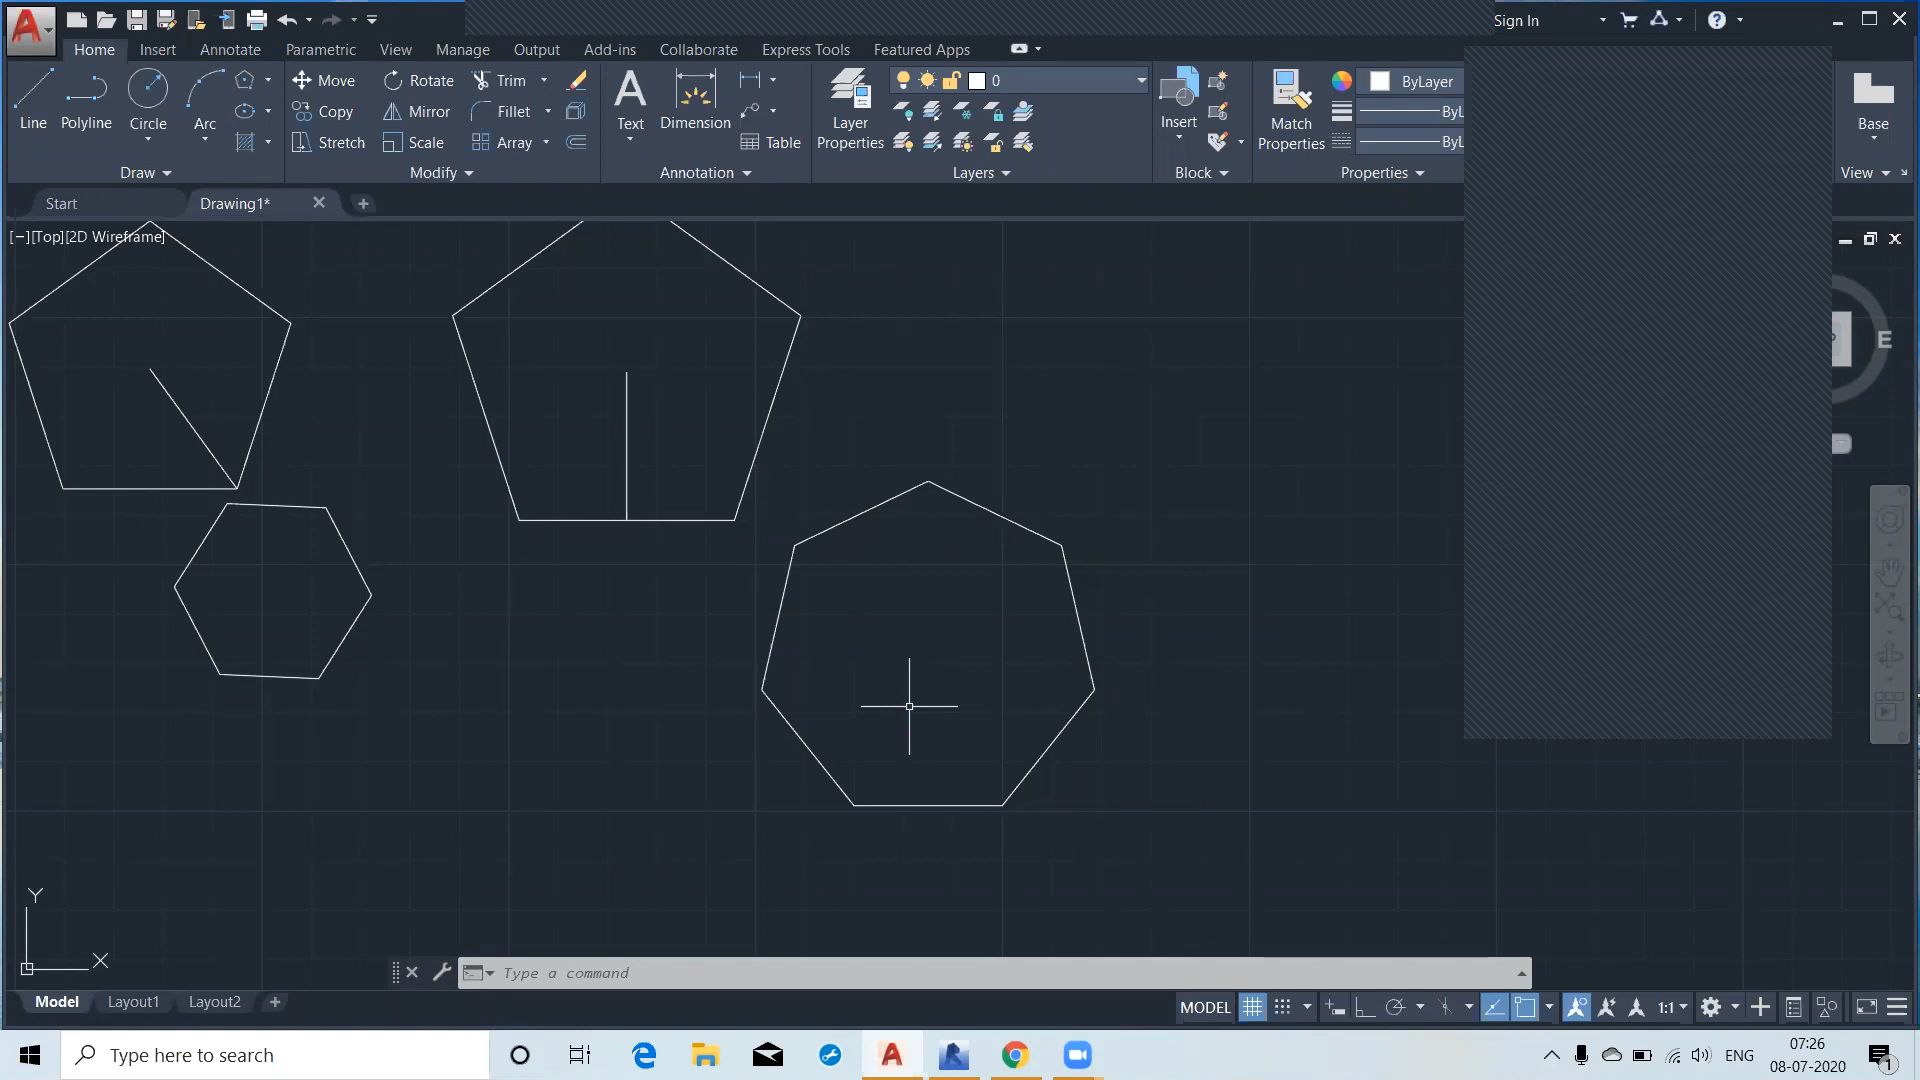 Sign In
Home Insert Annotate Parametric View Manage Output Add-ins Collaborate Express Tools Featured Apps
Line Polyline Circle Arc
Move Rotate Trim
Copy Mirror Fillet
Stretch Scale Array
Text Dimension Table
Layer Properties
0
Insert
Match Properties
ByLayer
Base
Draw Modify Annotation Layers Block Properties View
Start Drawing1*
[−][Top][2D Wireframe]
E
Y
X
Type a command
Model Layout1 Layout2
MODEL 1:1
Type here to search
ENG
07:26
08-07-2020
1